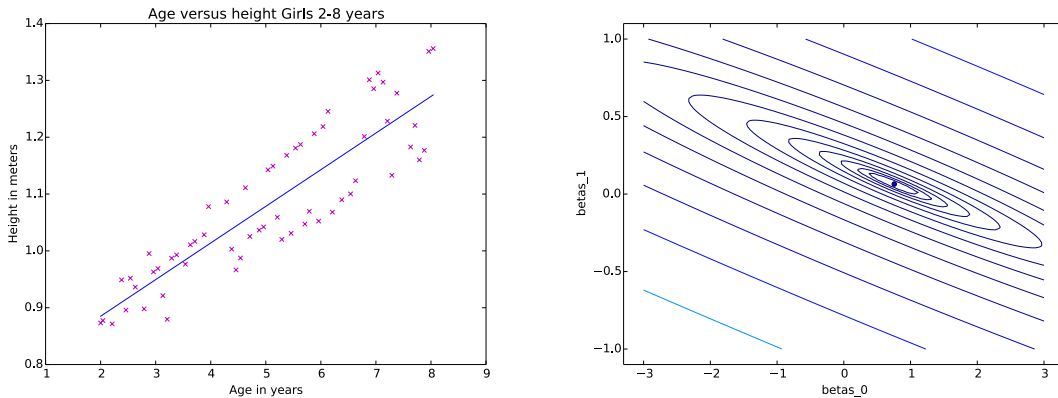 Age versus height Girls 2-8 years
1.4
1.3
1.2
1.1
1.0
0.9
0.8
Height in meters
1 2 3 4 5 6 7 8 9
Age in years
1.0
0.5
0.0
−0.5
−1.0
betas_1
−3 −2 −1 0 1 2 3
betas_0